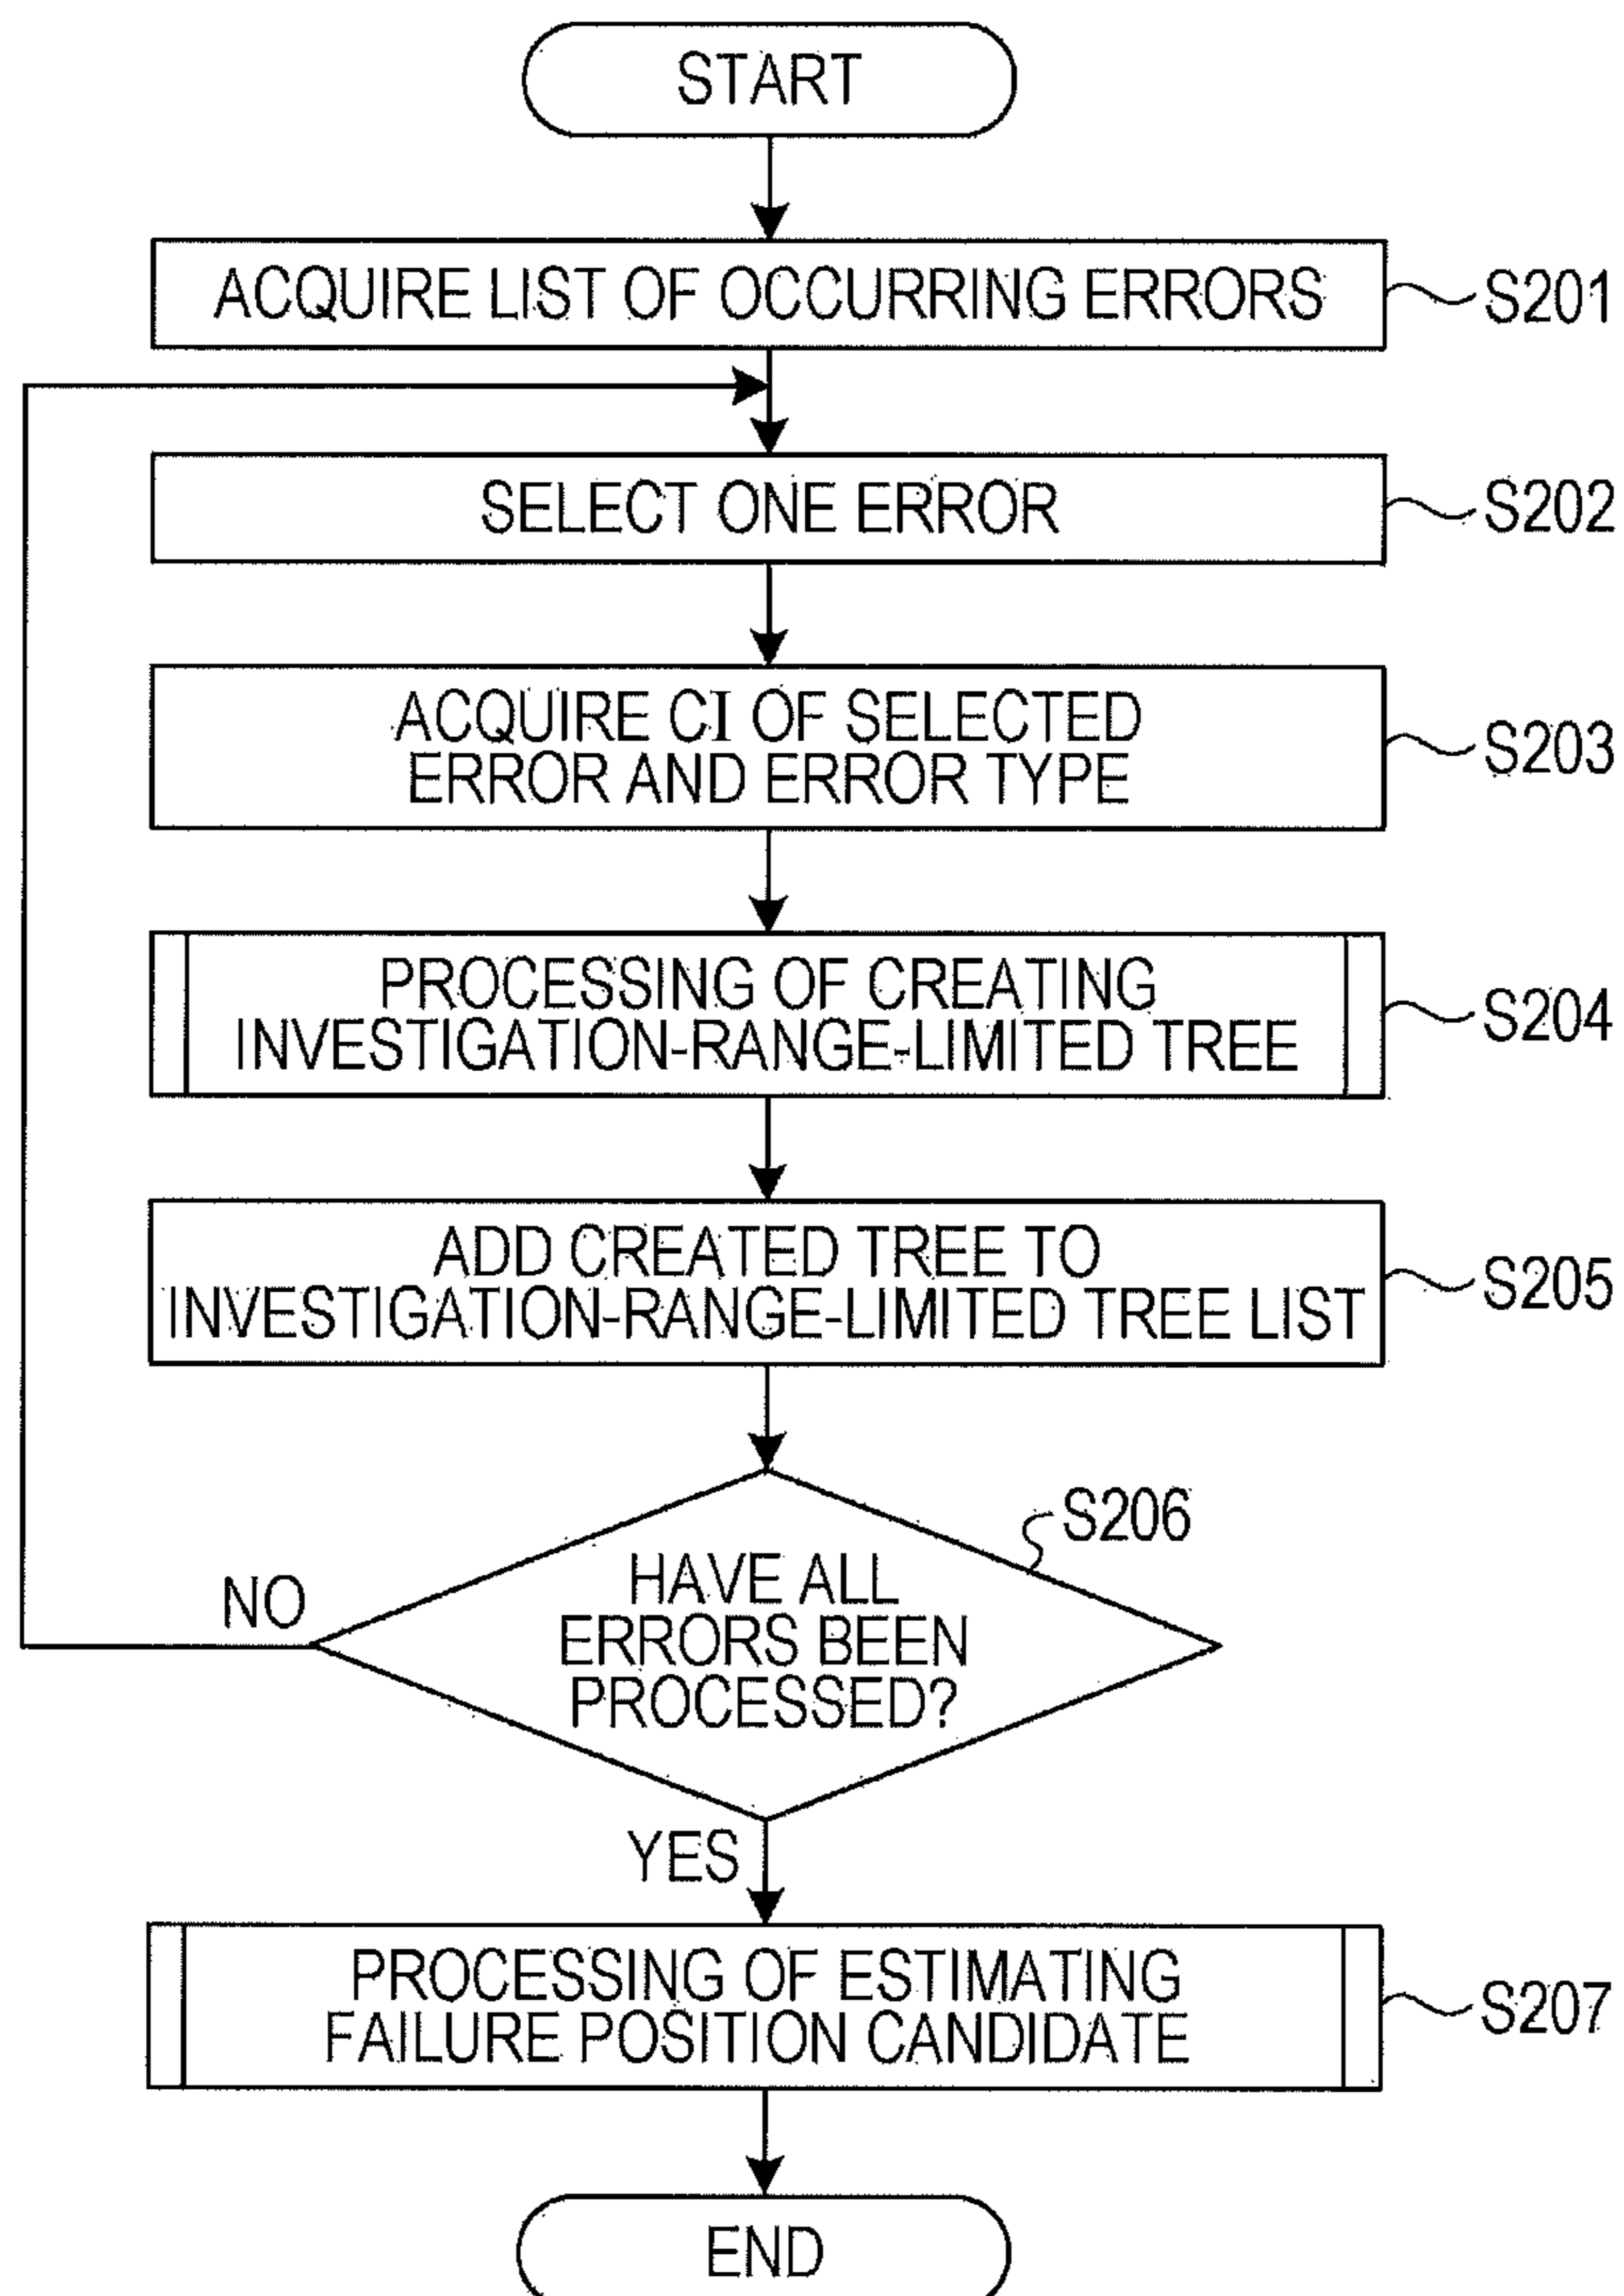 START
ACQUIRE LIST OF OCCURRING ERRORS
S201
SELECT ONE ERROR
S202
ACQUIRE CI OF SELECTED
ERROR AND ERROR TYPE
S203
PROCESSING OF CREATING
INVESTIGATION-RANGE-LIMITED TREE
S204
ADD CREATED TREE TO
INVESTIGATION-RANGE-LIMITED TREE LIST
S205
S206
HAVE ALL
ERRORS BEEN
PROCESSED?
NO
YES
PROCESSING OF ESTIMATING
FAILURE POSITION CANDIDATE
S207
END